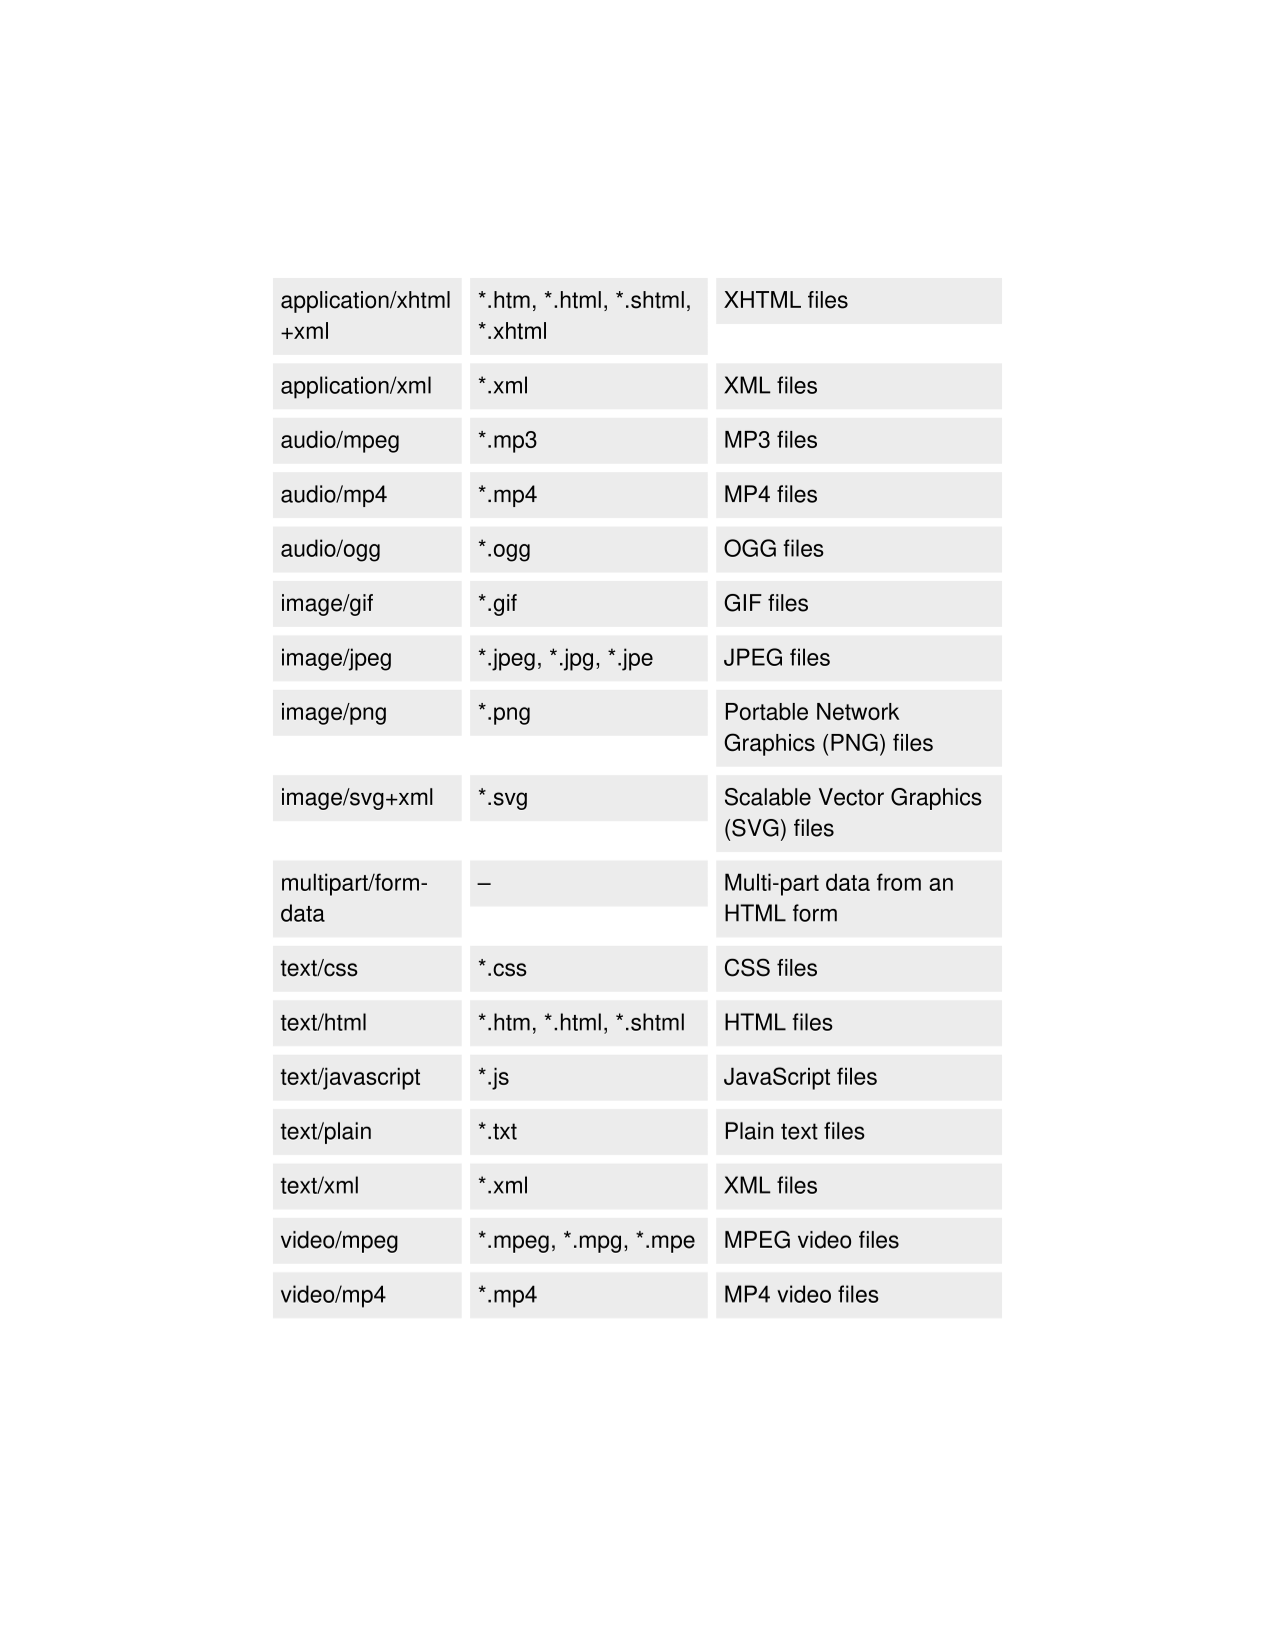 application/xhtml *.htm, *.html, *.shtml, XHTML files
+xml *.xhtml
application/xml *.xml XML files
audio/mpeg *.mp3 MP3 files
audio/mp4 *.mp4 MP4 files
audio/ogg *.ogg OGG files
image/gif *.gif GIF files
image/jpeg *.jpeg, *.jpg, *.jpe JPEG files
image/png *.png Portable Network
Graphics (PNG) files
image/svg+xml *.svg Scalable Vector Graphics
(SVG) files
multipart/form- – Multi-part data from an
data HTML form
text/css *.css CSS files
text/html *.htm, *.html, *.shtml HTML files
text/javascript *.js JavaScript files
text/plain *.txt Plain text files
text/xml *.xml XML files
video/mpeg *.mpeg, *.mpg, *.mpe MPEG video files
video/mp4 *.mp4 MP4 video files